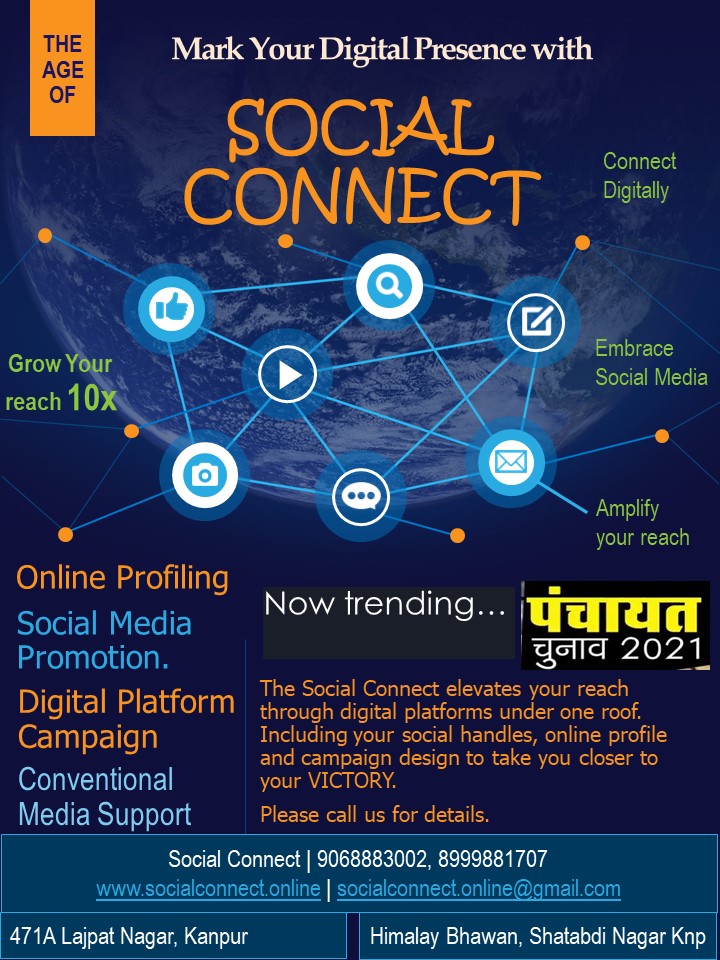 THE
AGE
OF
Mark Your Digital Presence with
SOCIAL
CONNECT
Connect
Digitally
Grow Your
reach 10x
Embrace
Social Media
Amplify
your reach
Online Profiling
Social Media
Promotion.
Digital Platform
Campaign
Conventional
Media Support
Now trending...
पंचायत
चुनाव 2021
The Social Connect elevates your reach
through digital platforms under one roof.
Including your social handles, online profile
and campaign design to take you closer to
your VICTORY.
Please call us for details.
Social Connect | 9068883002, 8999881707
www.socialconnect.online | socialconnect.online@gmail.com
471A Lajpat Nagar, Kanpur
Himalay Bhawan, Shatabdi Nagar Knp